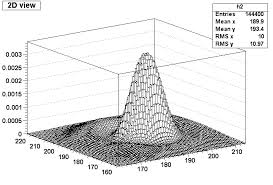 2D view
h2
Entries 144400
Mean x 189.9
Mean y 193.4
RMS x 10
RMS y 10.97
0.003
0.0025
0.002
0.0015
0.001
0.0005
0
220
210
200
190
180
170
160
170
180
190
200
210